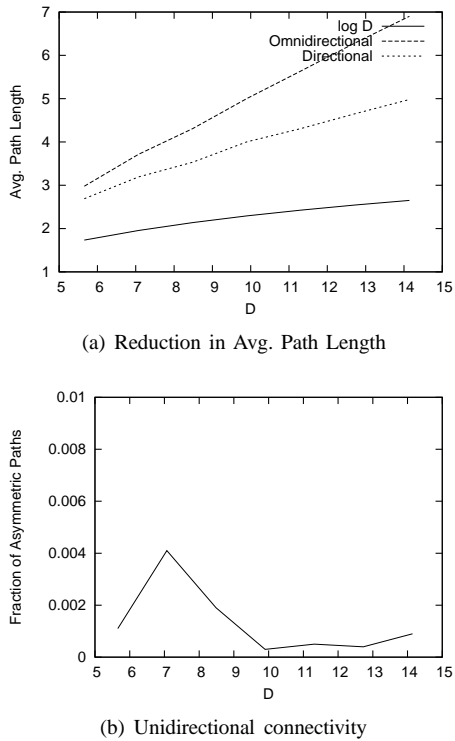 7
6
5
4
3
2
1
Avg. Path Length
log D
Omnidirectional
Directional
5 6 7 8 9 10 11 12 13 14 15
D
(a) Reduction in Avg. Path Length
0.01
0.008
0.006
0.004
0.002
0
Fraction of Asymmetric Paths
5 6 7 8 9 10 11 12 13 14 15
D
(b) Unidirectional connectivity